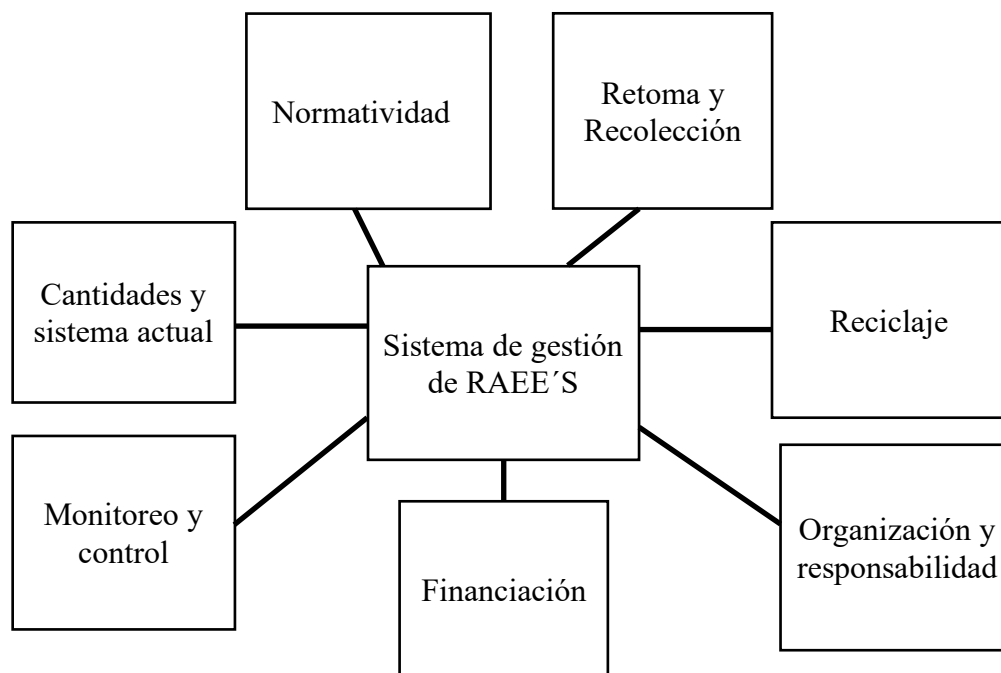 Normatividad
Retoma y
Recolección
Cantidades y
sistema actual
Sistema de gestión
de RAEE´S
Reciclaje
Monitoreo y
control
Financiación
Organización y
responsabilidad